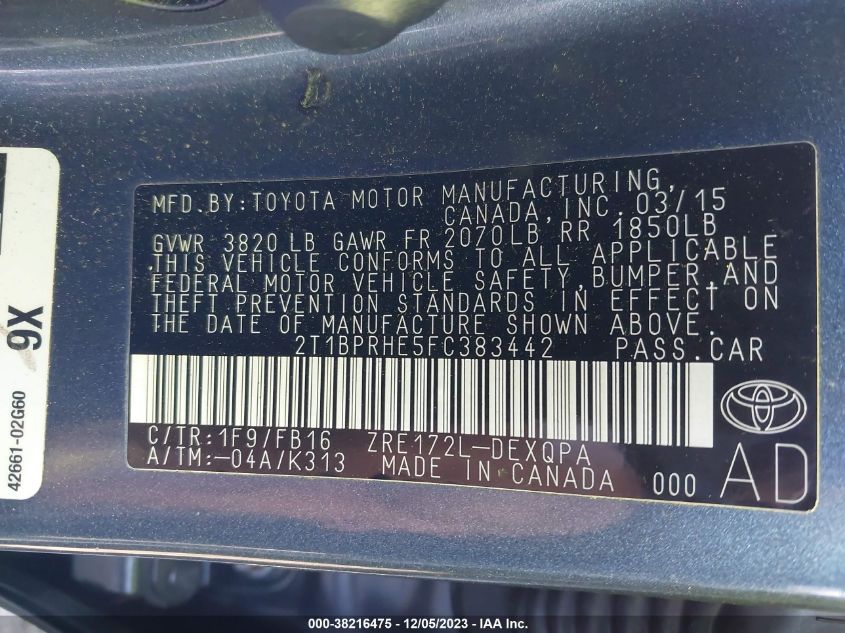 MFD.BY:TOYOTA MOTOR MANUFACTURING,
CANADA,INC. 03/15
GVWR 3820 LB GAWR FR 2070LB RR 1850LB
THIS VEHICLE CONFORMS TO ALL APPLICABLE
FEDERAL MOTOR VEHICLE SAFETY,BUMPER,AND
THEFT PREVENTION STANDARDS IN EFFECT ON
THE DATE OF MANUFACTURE SHOWN ABOVE.
2T1BPRHE5FC383442 PASS.CAR
C/TR:1F9/FB16 ZRE172L-DEXQPA
A/TM:-04A/K313 MADE IN CANADA 000 AD
9X
42661-02G60
000-38216475 - 12/05/2023 - IAA Inc.